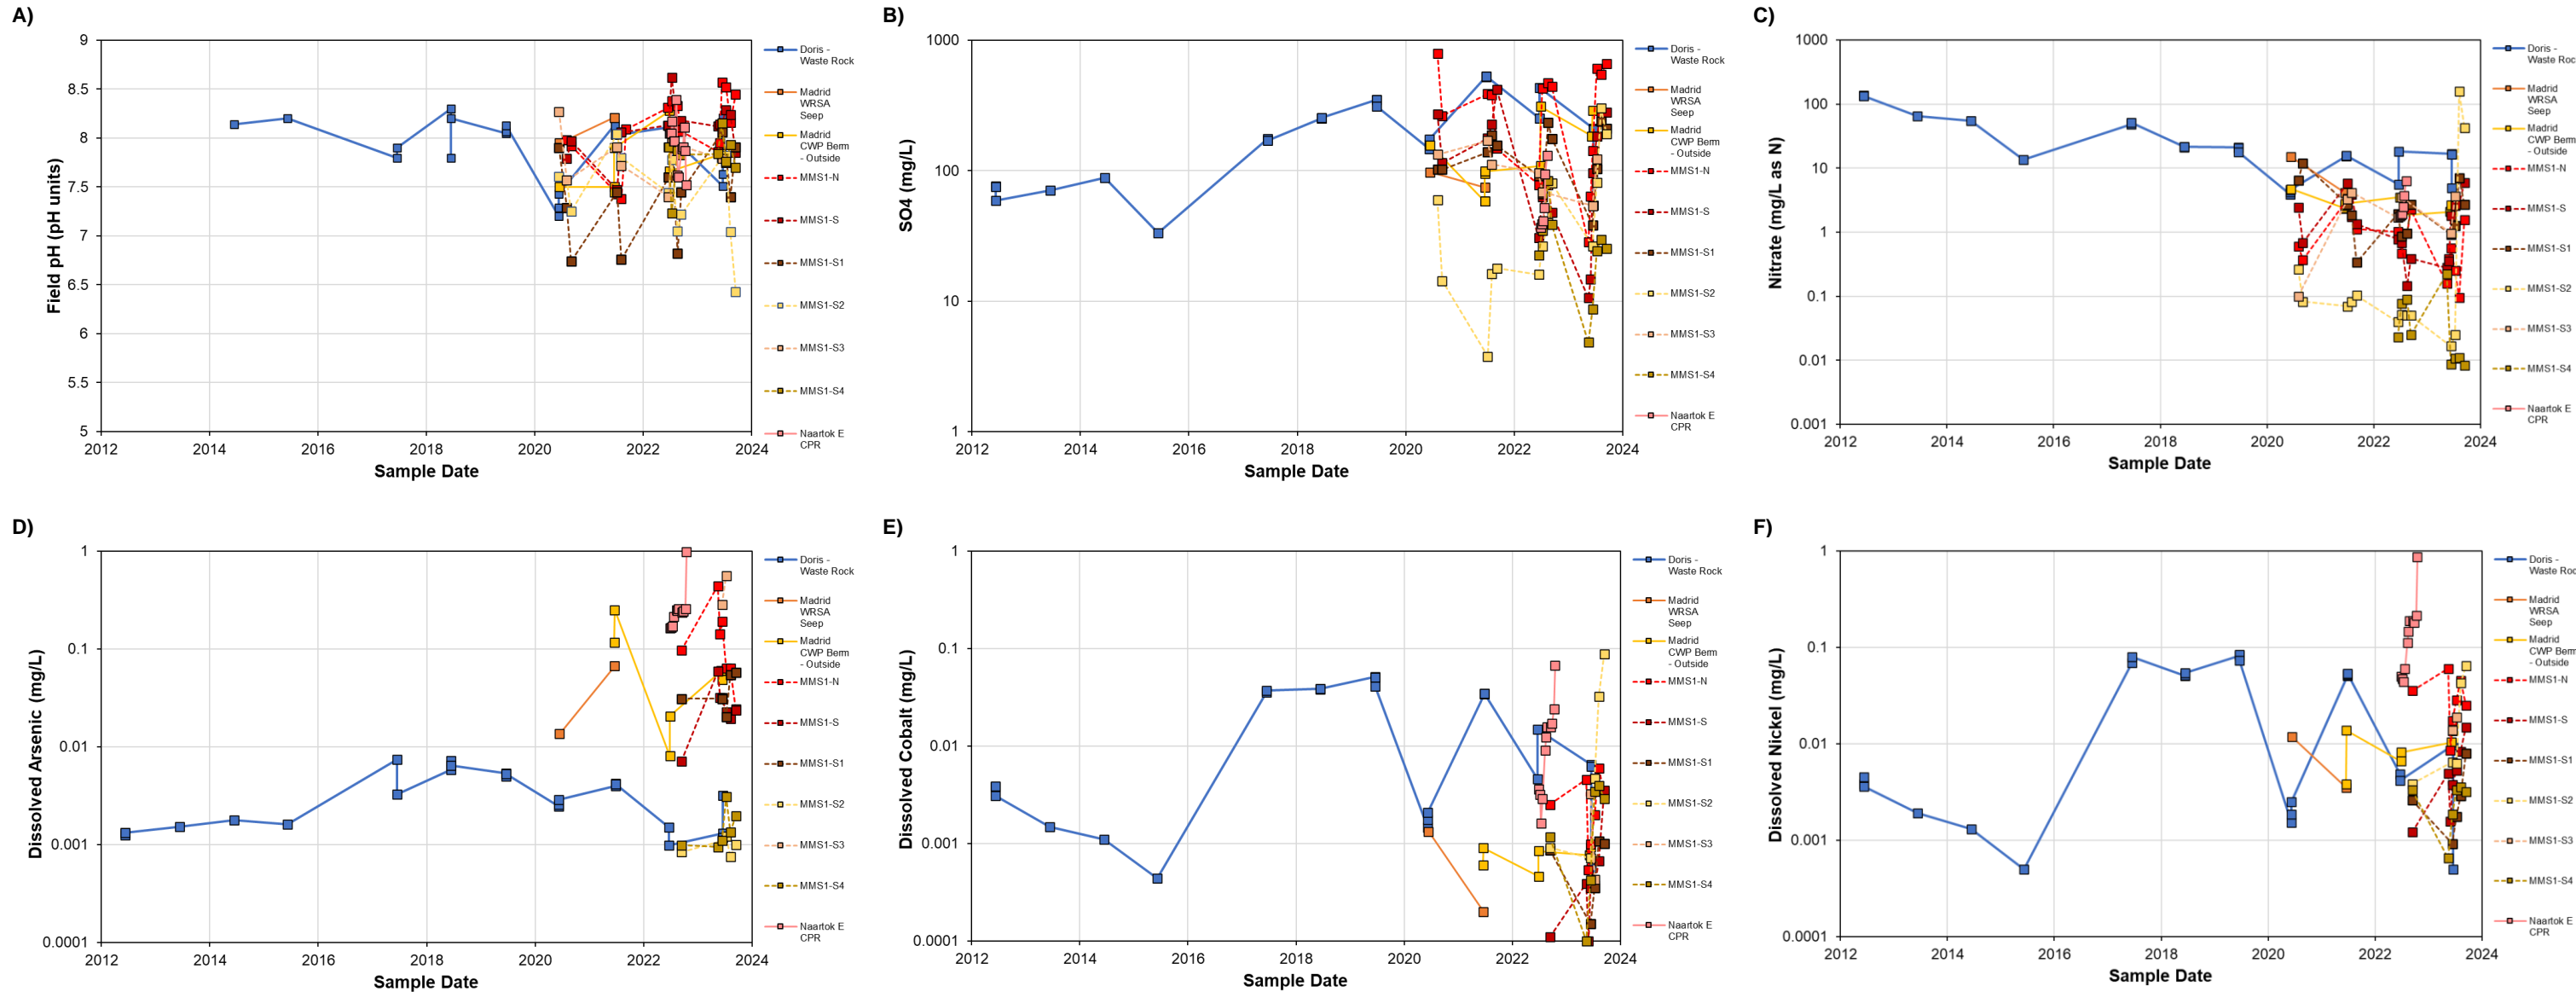 A)
9
8.5
8
7.5
7
6.5
6
5.5
5
2012 2014 2016 2018 2020 2022 2024
Field pH (pH units)
Sample Date
Doris -
Waste Rock
Madrid
WRSA
Seep
Madrid
CWP Berm
- Outside
MMS1-N
MMS1-S
MMS1-S1
MMS1-S2
MMS1-S3
MMS1-S4
Naartok E
CPR
B)
1000
100
10
1
2012 2014 2016 2018 2020 2022 2024
SO4 (mg/L)
Sample Date
Doris -
Waste Rock
Madrid
WRSA
Seep
Madrid
CWP Berm
- Outside
MMS1-N
MMS1-S
MMS1-S1
MMS1-S2
MMS1-S3
MMS1-S4
Naartok E
CPR
C)
1000
100
10
1
0.1
0.01
0.001
2012 2014 2016 2018 2020 2022 2024
Nitrate (mg/L as N)
Sample Date
Doris -
Waste Roc
Madrid
WRSA
Seep
Madrid
CWP Berm
- Outside
MMS1-N
MMS1-S
MMS1-S1
MMS1-S2
MMS1-S3
MMS1-S4
Naartok E
CPR
D)
1
0.1
0.01
0.001
0.0001
2012 2014 2016 2018 2020 2022 2024
Dissolved Arsenic (mg/L)
Sample Date
Doris -
Waste Rock
Madrid
WRSA
Seep
Madrid
CWP Berm
- Outside
MMS1-N
MMS1-S
MMS1-S1
MMS1-S2
MMS1-S3
MMS1-S4
Naartok E
CPR
E)
1
0.1
0.01
0.001
0.0001
2012 2014 2016 2018 2020 2022 2024
Dissolved Cobalt (mg/L)
Sample Date
Doris -
Waste Rock
Madrid
WRSA
Seep
Madrid
CWP Berm
- Outside
MMS1-N
MMS1-S
MMS1-S1
MMS1-S2
MMS1-S3
MMS1-S4
Naartok E
CPR
F)
1
0.1
0.01
0.001
0.0001
2012 2014 2016 2018 2020 2022 2024
Dissolved Nickel (mg/L)
Sample Date
Doris -
Waste Roc
Madrid
WRSA
Seep
Madrid
CWP Berm
- Outside
MMS1-N
MMS1-S
MMS1-S1
MMS1-S2
MMS1-S3
MMS1-S4
Naartok E
CPR